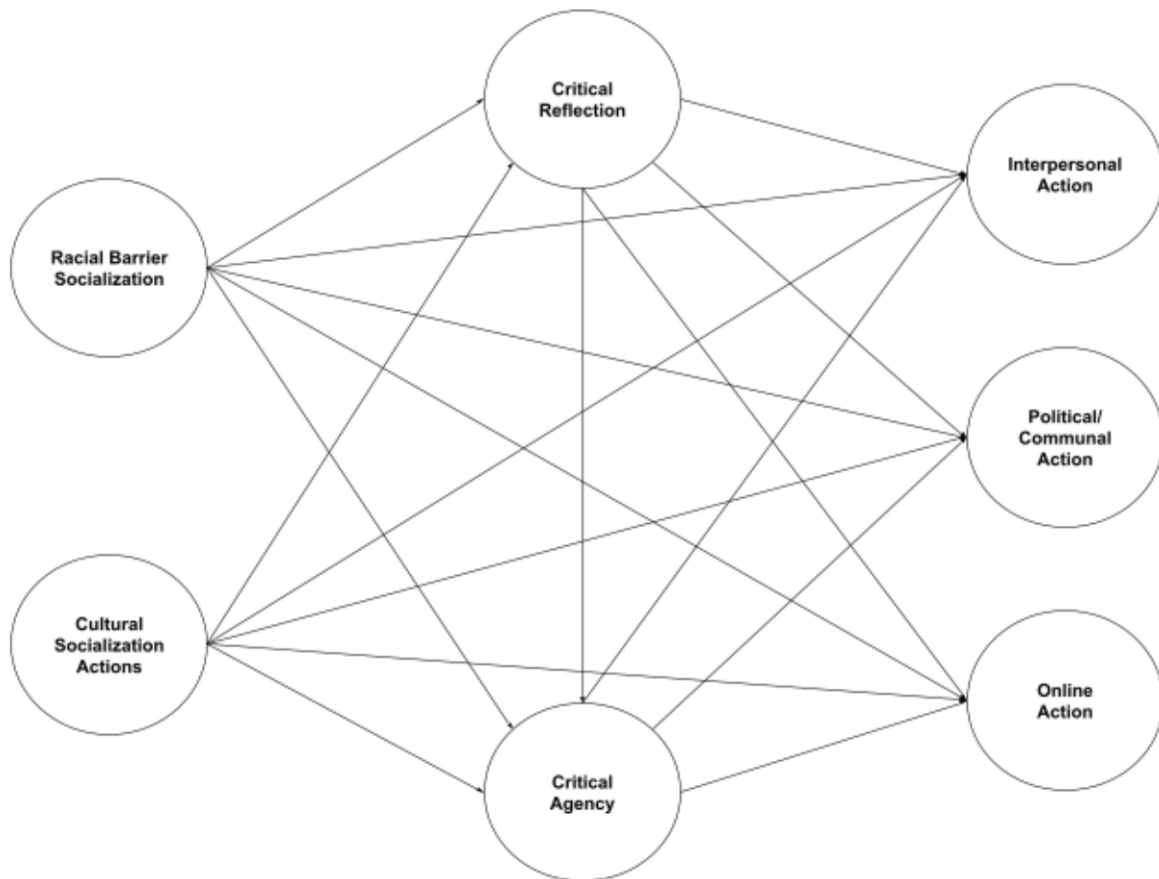 Critical
Reflection
Interpersonal
Action
Racial Barrier
Socialization
Political/
Communal
Action
Cultural
Socialization
Actions
Online
Action
Critical
Agency